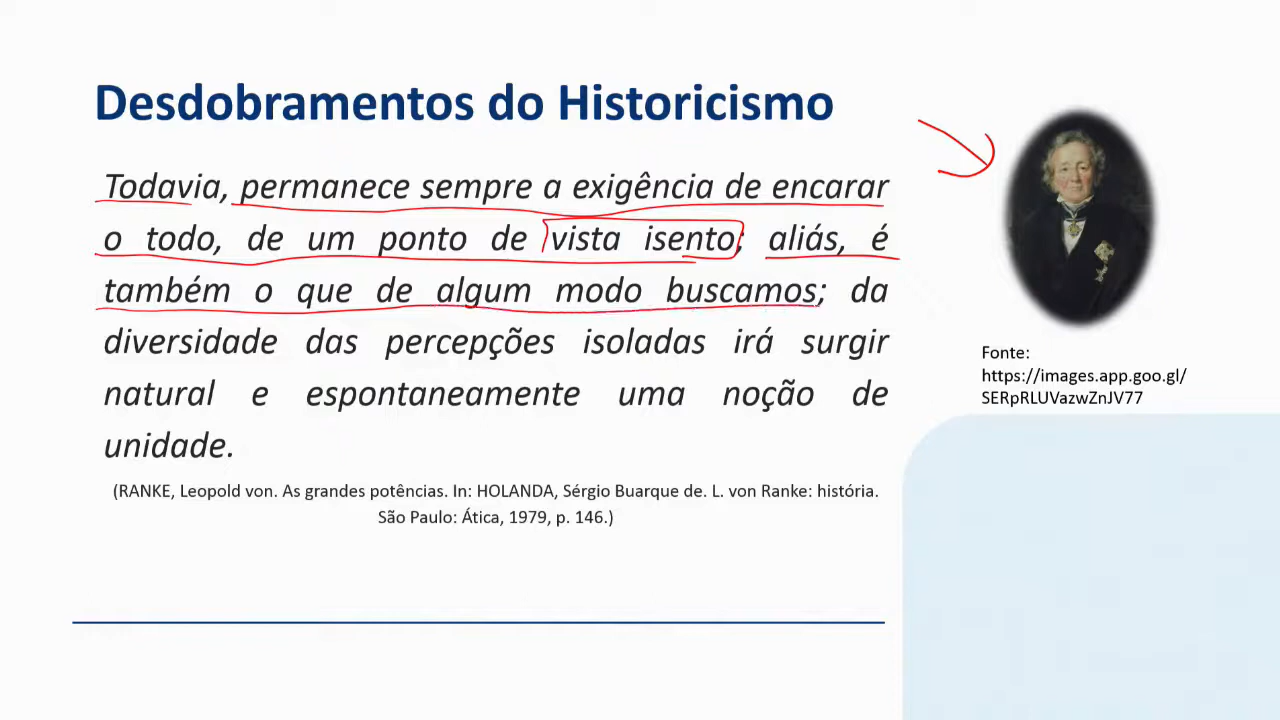 Desdobramentos do Historicismo
Todavia, permanece sempre a exigência de encarar
o todo, de um ponto de vista isento; aliás, é
também o que de algum modo buscamos; da
diversidade das percepções isoladas irá surgir
natural e espontaneamente uma noção de
unidade.
(RANKE, Leopold von. As grandes potências. In: HOLANDA, Sérgio Buarque de. L. von Ranke: história.
São Paulo: Ática, 1979, p. 146.)
Fonte:
https://images.app.goo.gl/
SERpRLUVazwZnJV77